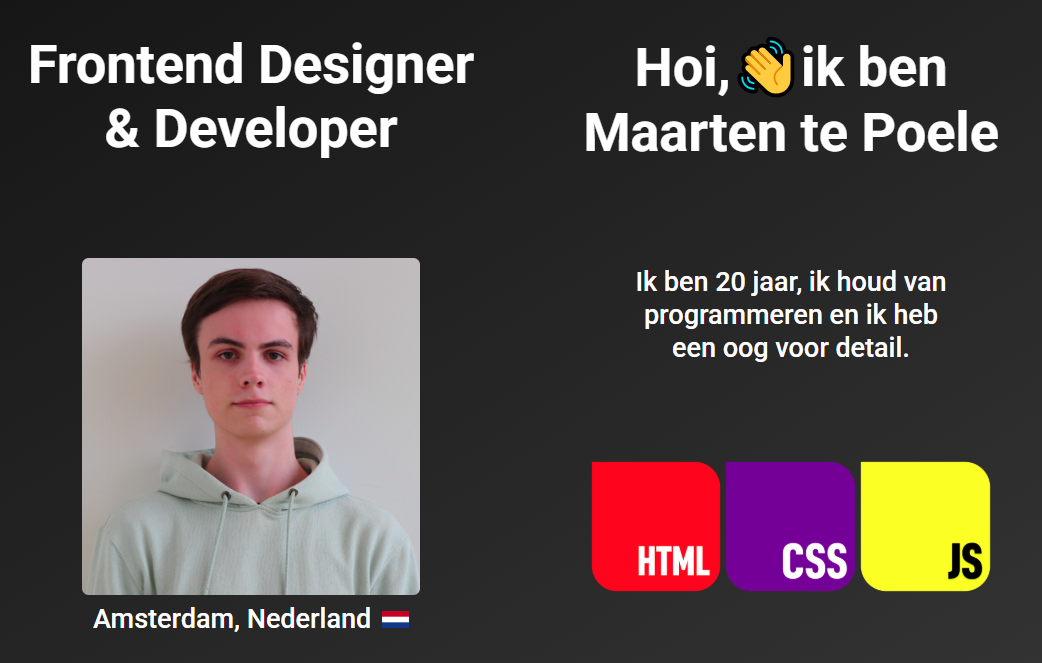 Frontend Designer
& Developer
Hoi, 👋 ik ben
Maarten te Poele
Amsterdam, Nederland 🇳🇱
Ik ben 20 jaar, ik houd van
programmeren en ik heb
een oog voor detail.
HTML
CSS
JS